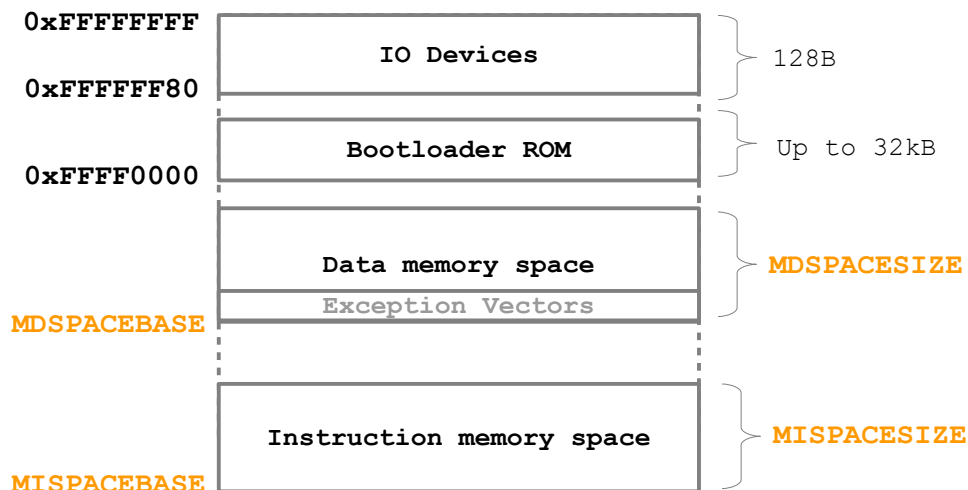 0xFFFFFFFF
IO Devices
128B
0xFFFFFF80
Bootloader ROM
Up to 32kB
0xFFFF0000
Data memory space
MDSPACESIZE
Exception Vectors
MDSPACEBASE
Instruction memory space
MISPACESIZE
MISPACEBASE